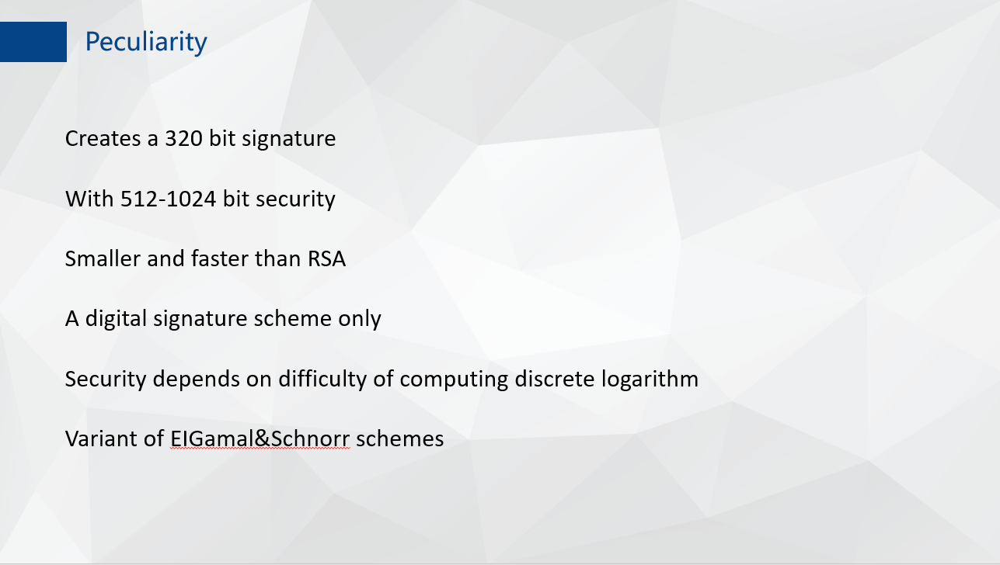 Peculiarity
Creates a 320 bit signature
With 512-1024 bit security
Smaller and faster than RSA
A digital signature scheme only
Security depends on difficulty of computing discrete logarithm
Variant of EIGamal&Schnorr schemes